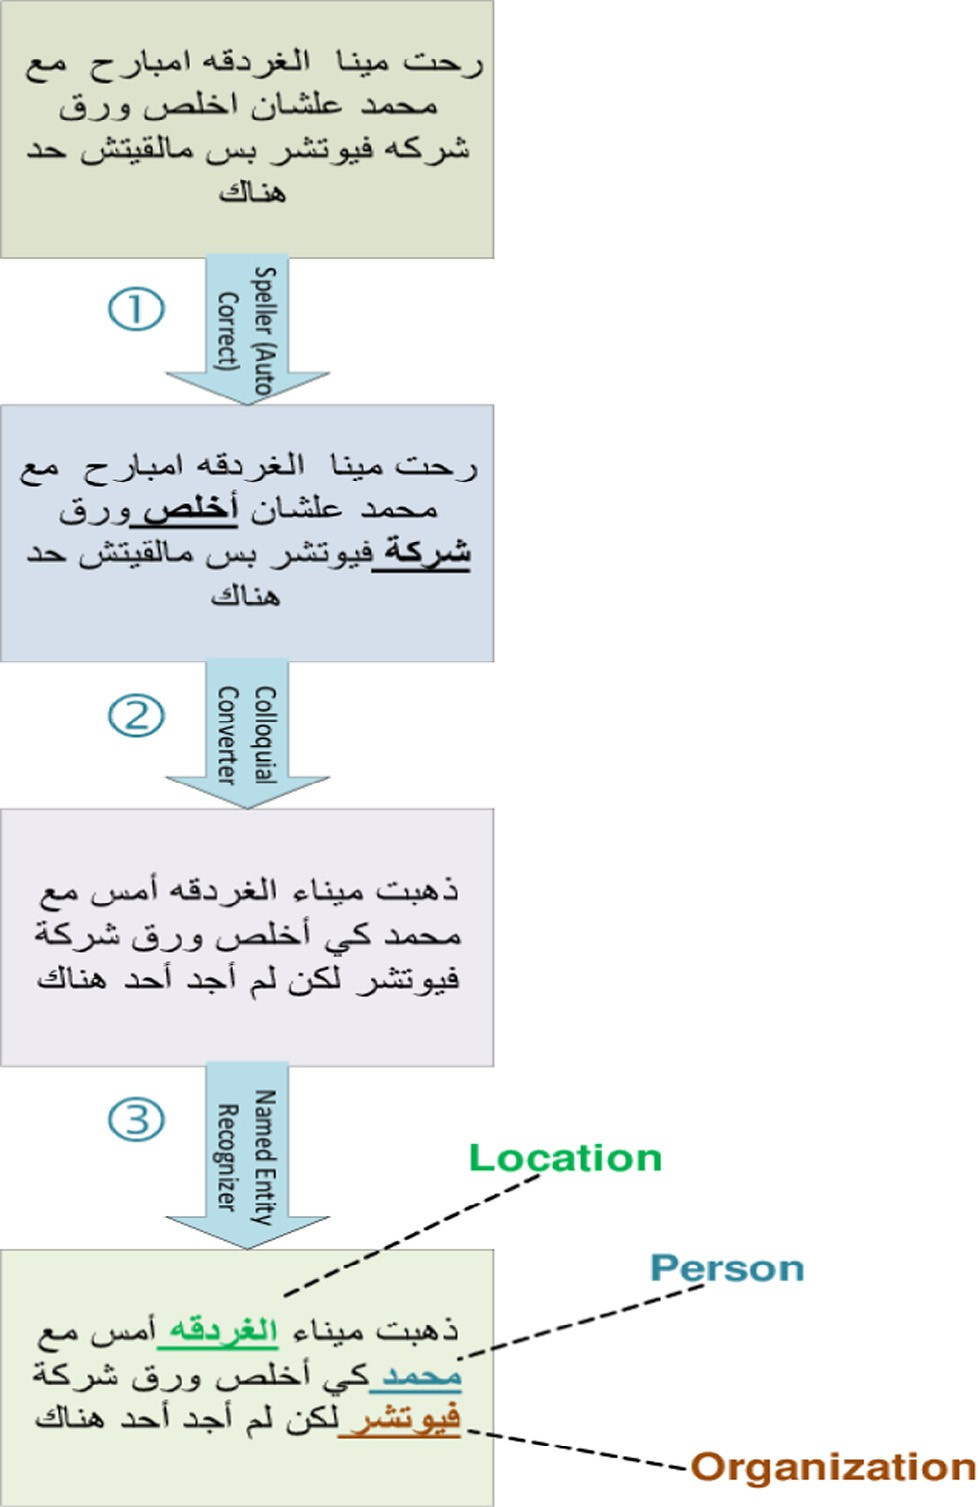 رحت مينا الغردقه امبارح مع
محمد علشان اخلص ورق
شركه فيوتشر بس مالقيتش حد
هناك
①
Speller (Auto
Correct)
رحت مينا الغردقه امبارح مع
محمد علشان أخلص ورق
شركة فيوتشر بس مالقيتش حد
هناك
②
Colloquial
Converter
ذهبت ميناء الغردقه أمس مع
محمد كي أخلص ورق شركة
فيوتشر لكن لم أجد أحد هناك
③
Named Entity
Recognizer
Location
Person
ذهبت ميناء الغردقه أمس مع
محمد كي أخلص ورق شركة
فيوتشر لكن لم أجد أحد هناك
Organization